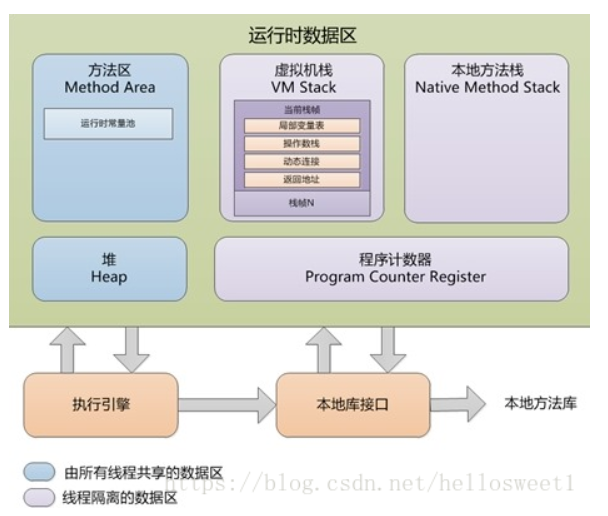 运行时数据区
方法区
Method Area
运行时常量池
虚拟机栈
VM Stack
当前栈帧
局部变量表
操作数栈
动态连接
返回地址
栈帧N
本地方法栈
Native Method Stack
堆
Heap
程序计数器
Program Counter Register
执行引擎
本地库接口
本地方法库
由所有线程共享的数据区
线程隔离的数据区
https://blog.csdn.net/hellosweet1